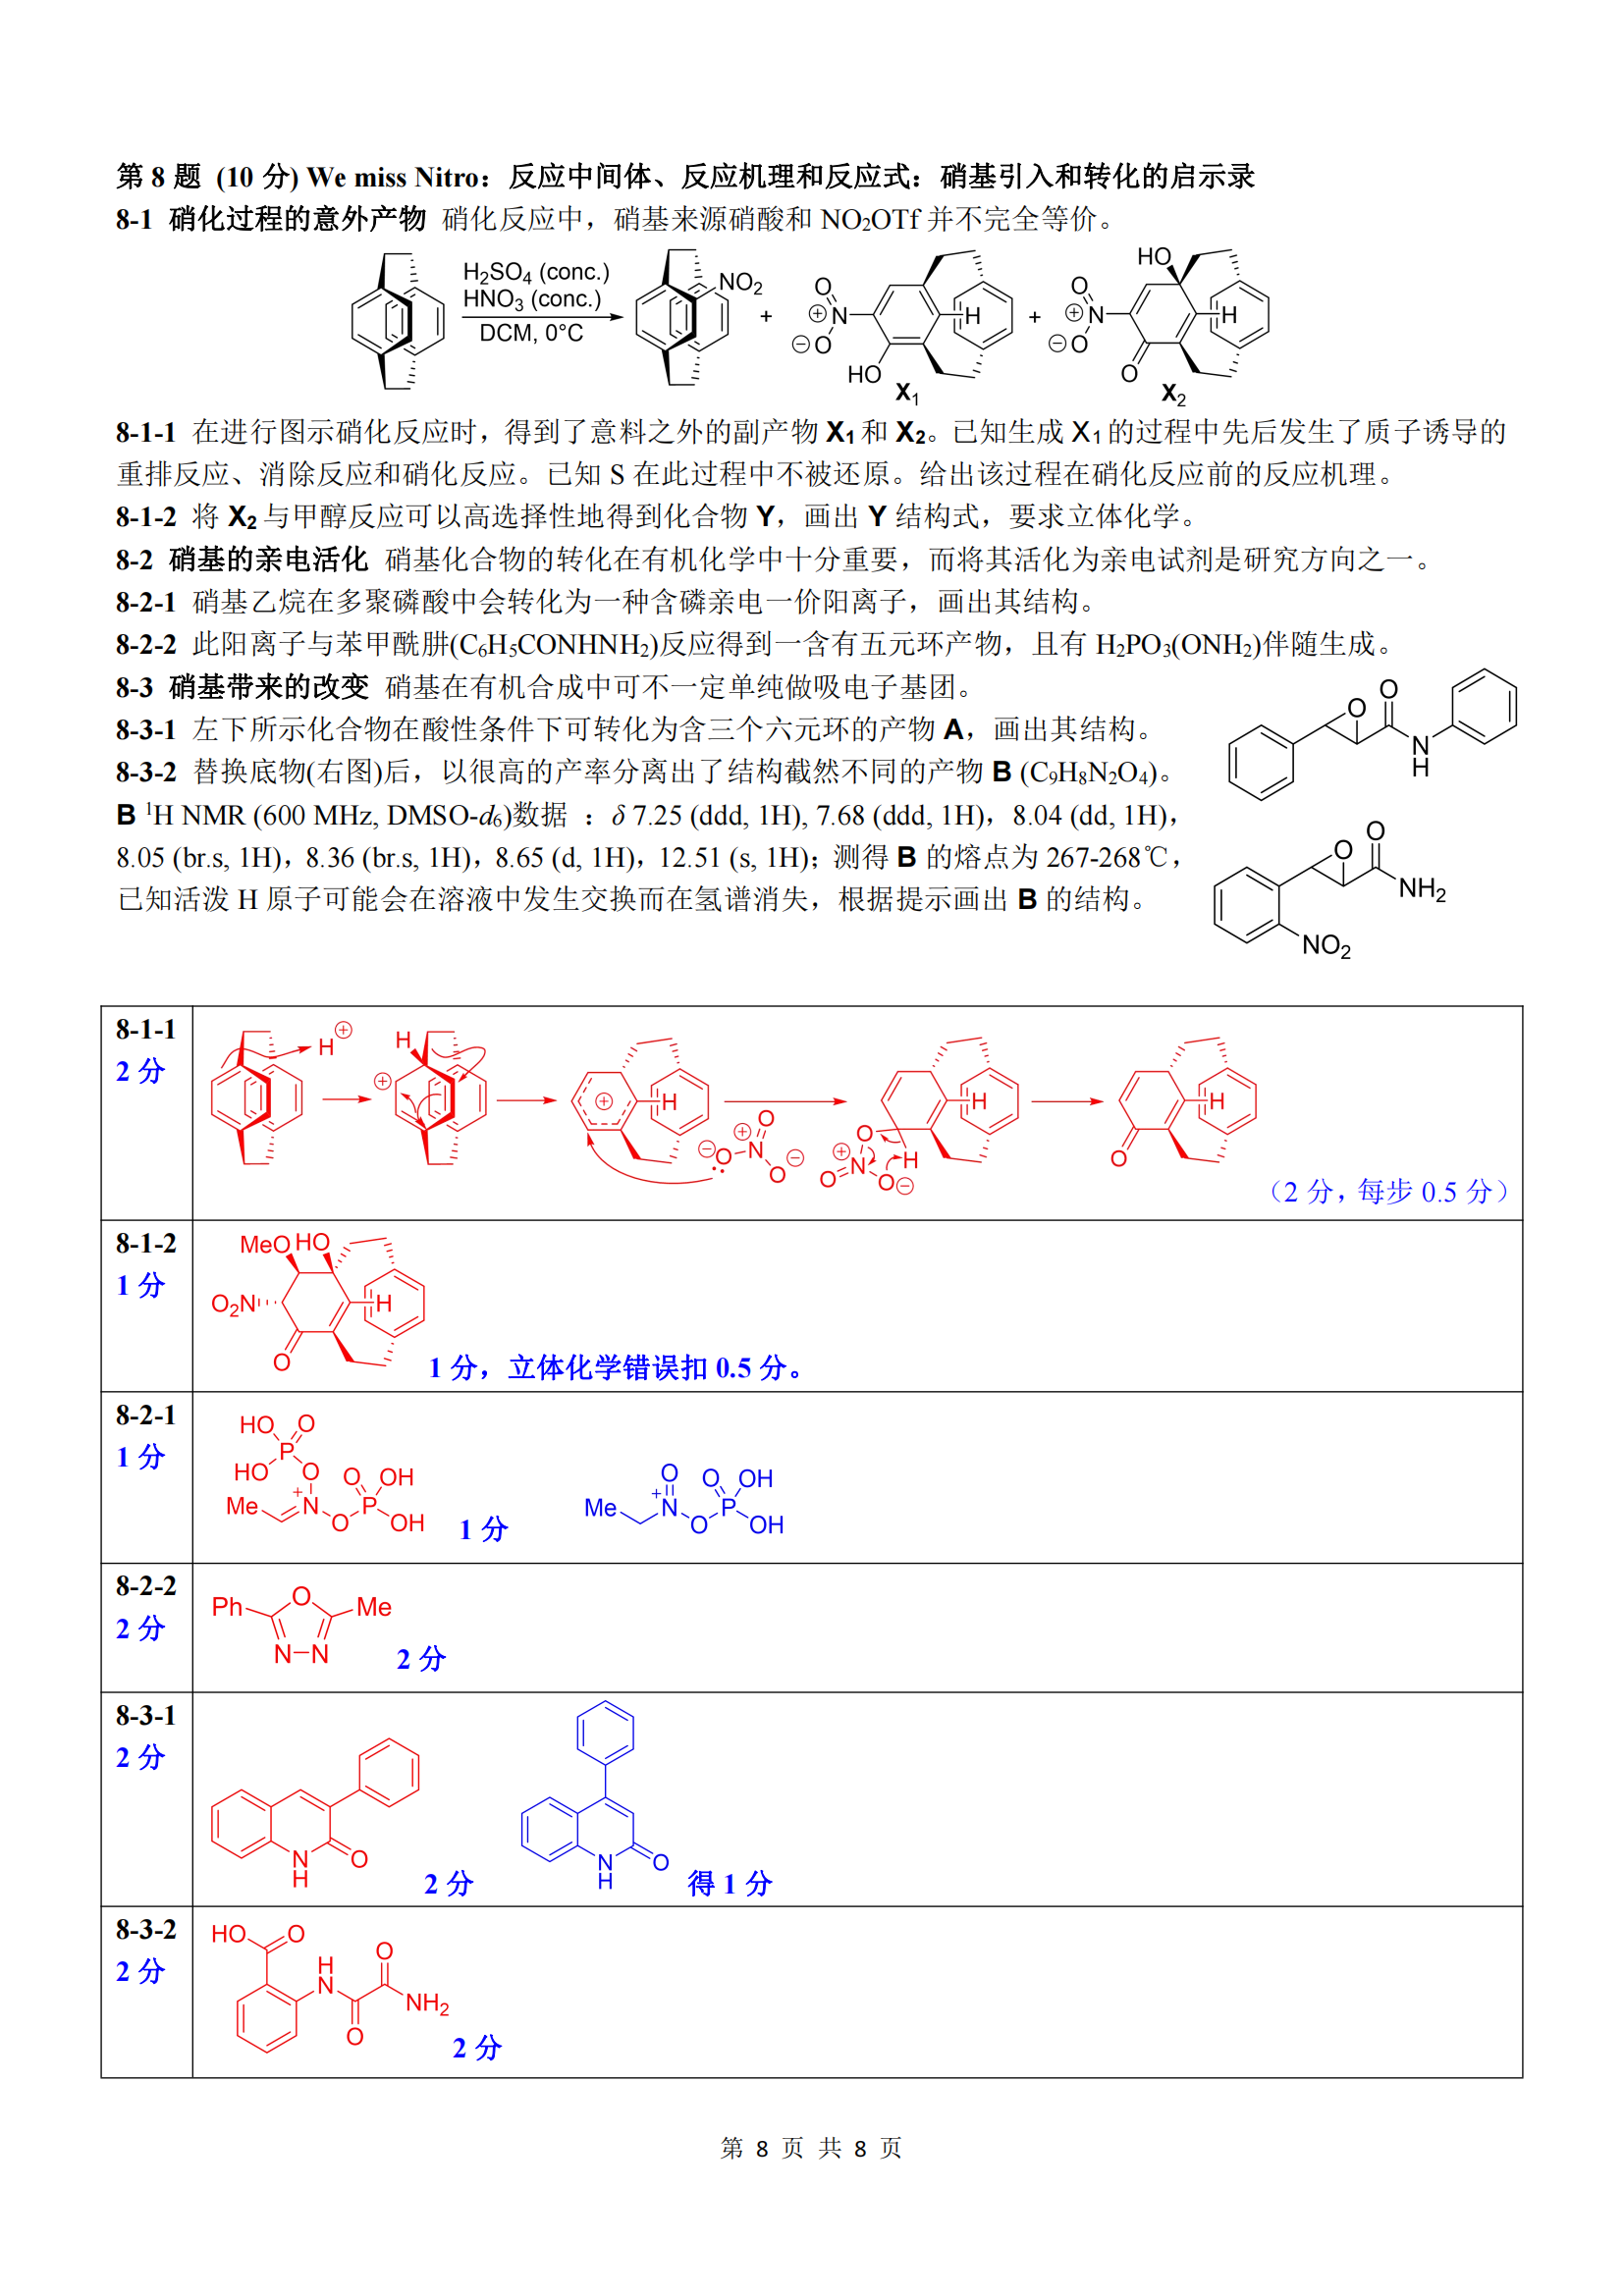 第 8 题 (10 分) We miss Nitro：反应中间体、反应机理和反应式：硝基引入和转化的启示录
8-1 硝化过程的意外产物 硝化反应中，硝基来源硝酸和 NO2OTf 并不完全等价。
H2SO4 (conc.)
HNO3 (conc.)
DCM, 0°C
NO2
+
O
⊕ N
⊖ O
HO
H
X1
+
HO
O
⊕ N
⊖ O
O
H
X2
8-1-1 在进行图示硝化反应时，得到了意料之外的副产物 X1 和 X2。已知生成 X1 的过程中先后发生了质子诱导的
重排反应、消除反应和硝化反应。已知 S 在此过程中不被还原。给出该过程在硝化反应前的反应机理。
8-1-2 将 X2 与甲醇反应可以高选择性地得到化合物 Y，画出 Y 结构式，要求立体化学。
8-2 硝基的亲电活化 硝基化合物的转化在有机化学中十分重要，而将其活化为亲电试剂是研究方向之一。
8-2-1 硝基乙烷在多聚磷酸中会转化为一种含磷亲电一价阳离子，画出其结构。
8-2-2 此阳离子与苯甲酰肼(C6H5CONHNH2)反应得到一含有五元环产物，且有 H2PO3(ONH2)伴随生成。
8-3 硝基带来的改变 硝基在有机合成中可不一定单纯做吸电子基团。
8-3-1 左下所示化合物在酸性条件下可转化为含三个六元环的产物 A，画出其结构。
8-3-2 替换底物(右图)后，以很高的产率分离出了结构截然不同的产物 B (C9H8N2O4)。
B 1H NMR (600 MHz, DMSO-d6)数据 ：δ 7.25 (ddd, 1H), 7.68 (ddd, 1H)，8.04 (dd, 1H)，
8.05 (br.s, 1H)，8.36 (br.s, 1H)，8.65 (d, 1H)，12.51 (s, 1H)；测得 B 的熔点为 267-268℃，
已知活泼 H 原子可能会在溶液中发生交换而在氢谱消失，根据提示画出 B 的结构。
O
O
N
H
O
O
NH2
NO2
8-1-1
2 分
H⊕
H
⊕
⊕
H
⊖O
⊕
N
O
O⊖
H
O
⊕
N
O
O⊖
H
H
O
（2 分，每步 0.5 分）
8-1-2
1 分
MeO HO
O2N
H
O
1 分，立体化学错误扣 0.5 分。
8-2-1
1 分
HO O
P
HO O
O OH
P
Me + N
O OH
1 分
O O OH
Me + N P
O OH
8-2-2
2 分
Ph O Me
N N
2 分
8-3-1
2 分
N
H
O
2 分
N
H
O
得 1 分
8-3-2
2 分
HO O
H
N
O
NH2
O
2 分
第 8 页 共 8 页